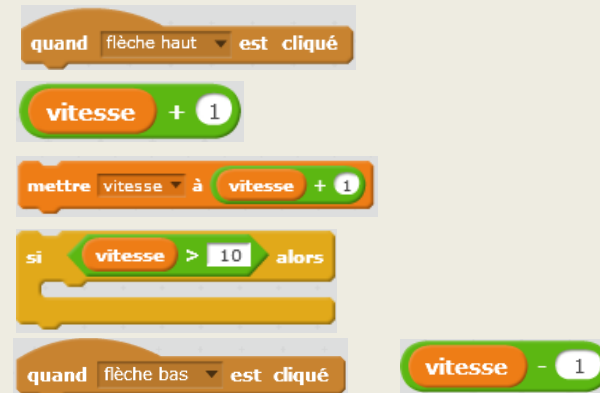 quand flèche haut est cliqué
vitesse + 1
mettre vitesse à vitesse + 1
si vitesse > 10 alors
quand flèche bas est cliqué
vitesse - 1